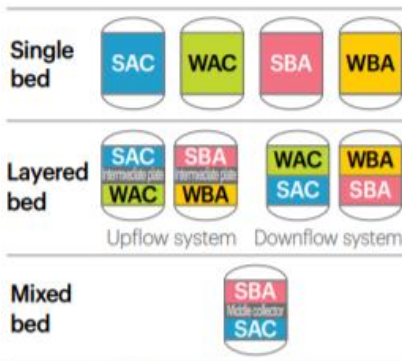 Single bed
SAC WAC SBA WBA
Layered bed
SAC SBA WAC WBA
Intermediate plate Intermediate plate
WAC WBA SAC SBA
Upflow system Downflow system
Mixed bed
SBA
Middle collector
SAC